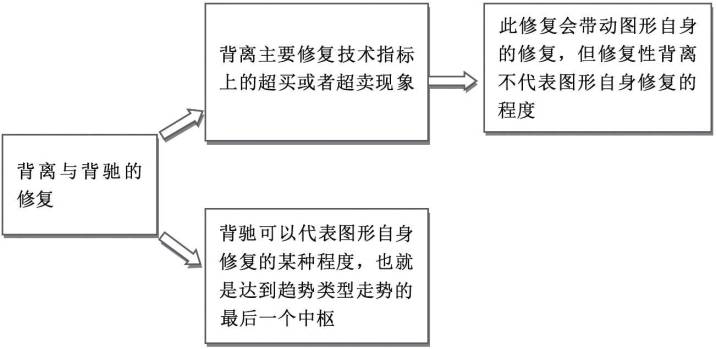 背离与背驰的
修复
背离主要修复技术指标
上的超买或者超卖现象
此修复会带动图形自身
的修复，但修复性背离
不代表图形自身修复的
程度
背驰可以代表图形自身
修复的某种程度，也就
是达到趋势类型走势的
最后一个中枢